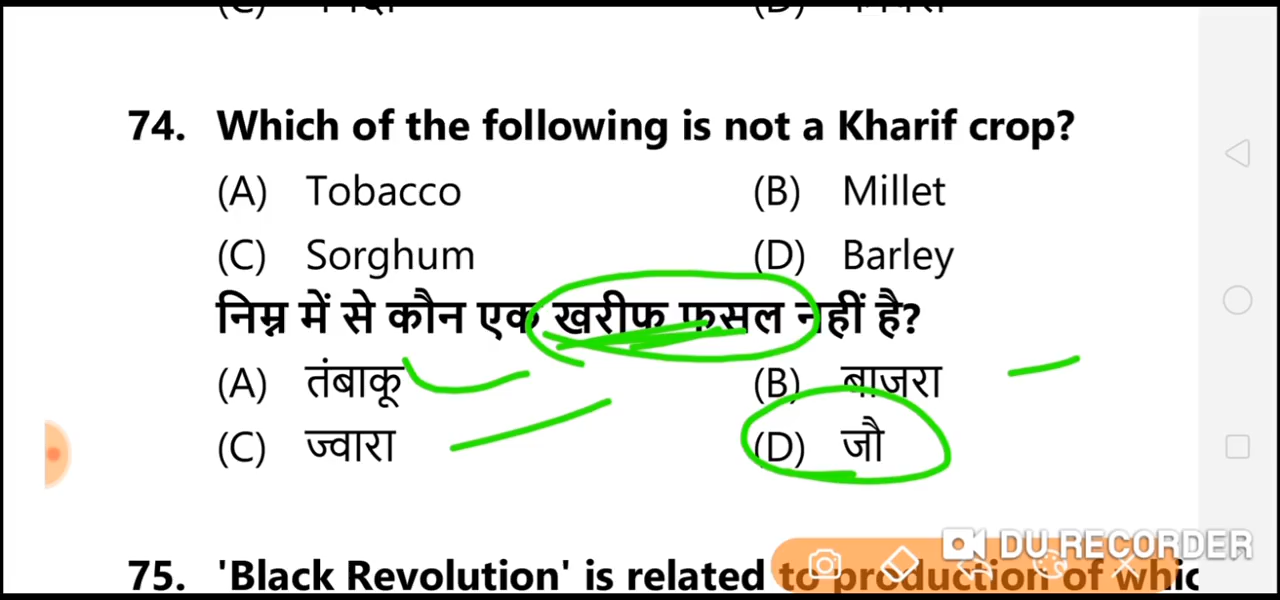 74. Which of the following is not a Kharif crop?
(A) Tobacco (B) Millet
(C) Sorghum (D) Barley
निम्न में से कौन एक खरीफ फसल नहीं है?
(A) तंबाकू (B) बाजरा
(C) ज्वारा (D) जौ
75. 'Black Revolution' is related to production of whic
DU RECORDER